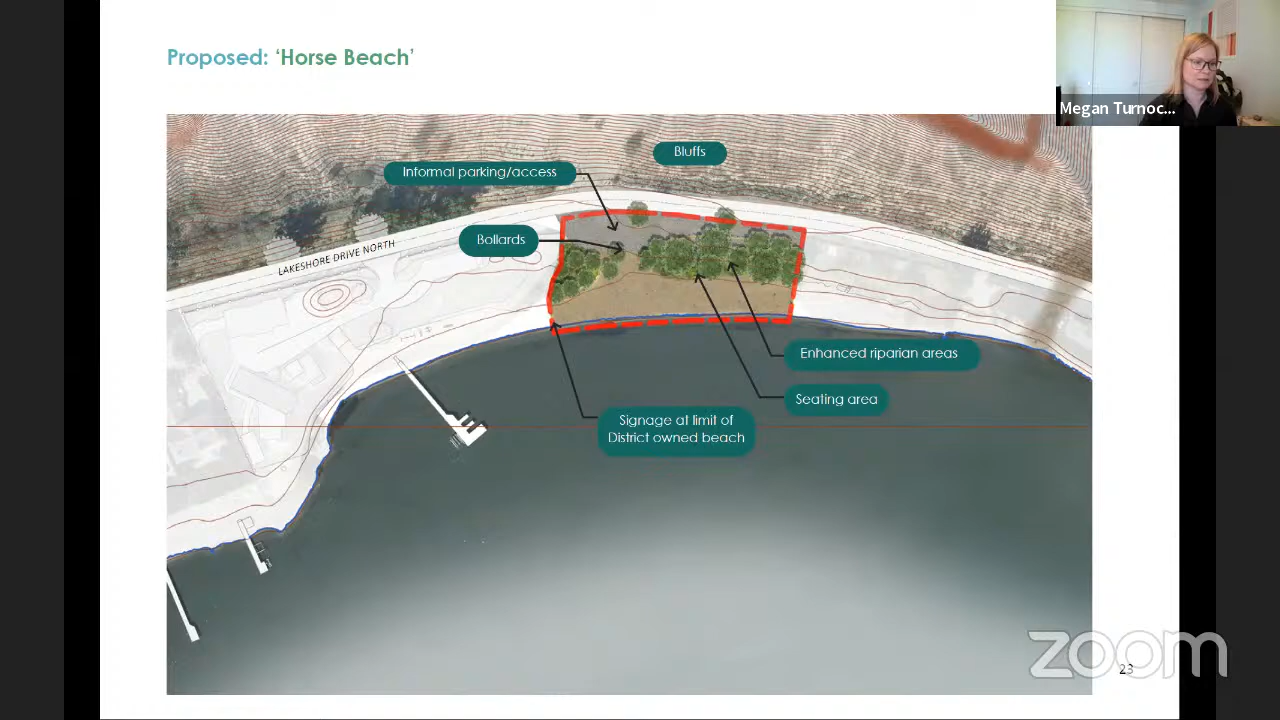 Proposed: ‘Horse Beach’
Megan Turnoc...
Bluffs
Informal parking/access
Bollards
LAKESHORE DRIVE NORTH
Enhanced riparian areas
Seating area
Signage at limit of
District owned beach
zoom
23